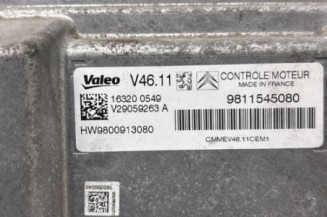 Valeo V46.11 CONTROLE MOTEUR
MADE IN FRANCE
16320 0549
V29059263 A
9811545080
HW9800913080
CMMEV46.11CEM1